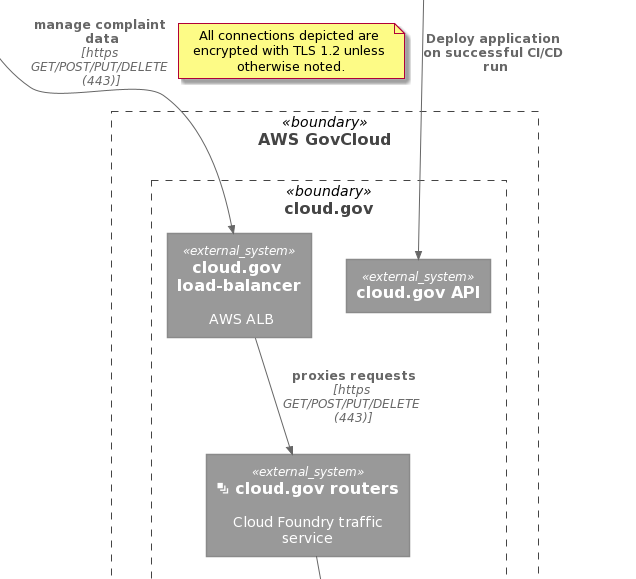 manage complaint
data
[https
GET/POST/PUT/DELETE
(443)]
All connections depicted are
encrypted with TLS 1.2 unless
otherwise noted.
Deploy application
on successful CI/CD
run
«boundary»
AWS GovCloud
«boundary»
cloud.gov
«external_system»
cloud.gov
load-balancer
AWS ALB
«external_system»
cloud.gov API
proxies requests
[https
GET/POST/PUT/DELETE
(443)]
«external_system»
cloud.gov routers
Cloud Foundry traffic
service